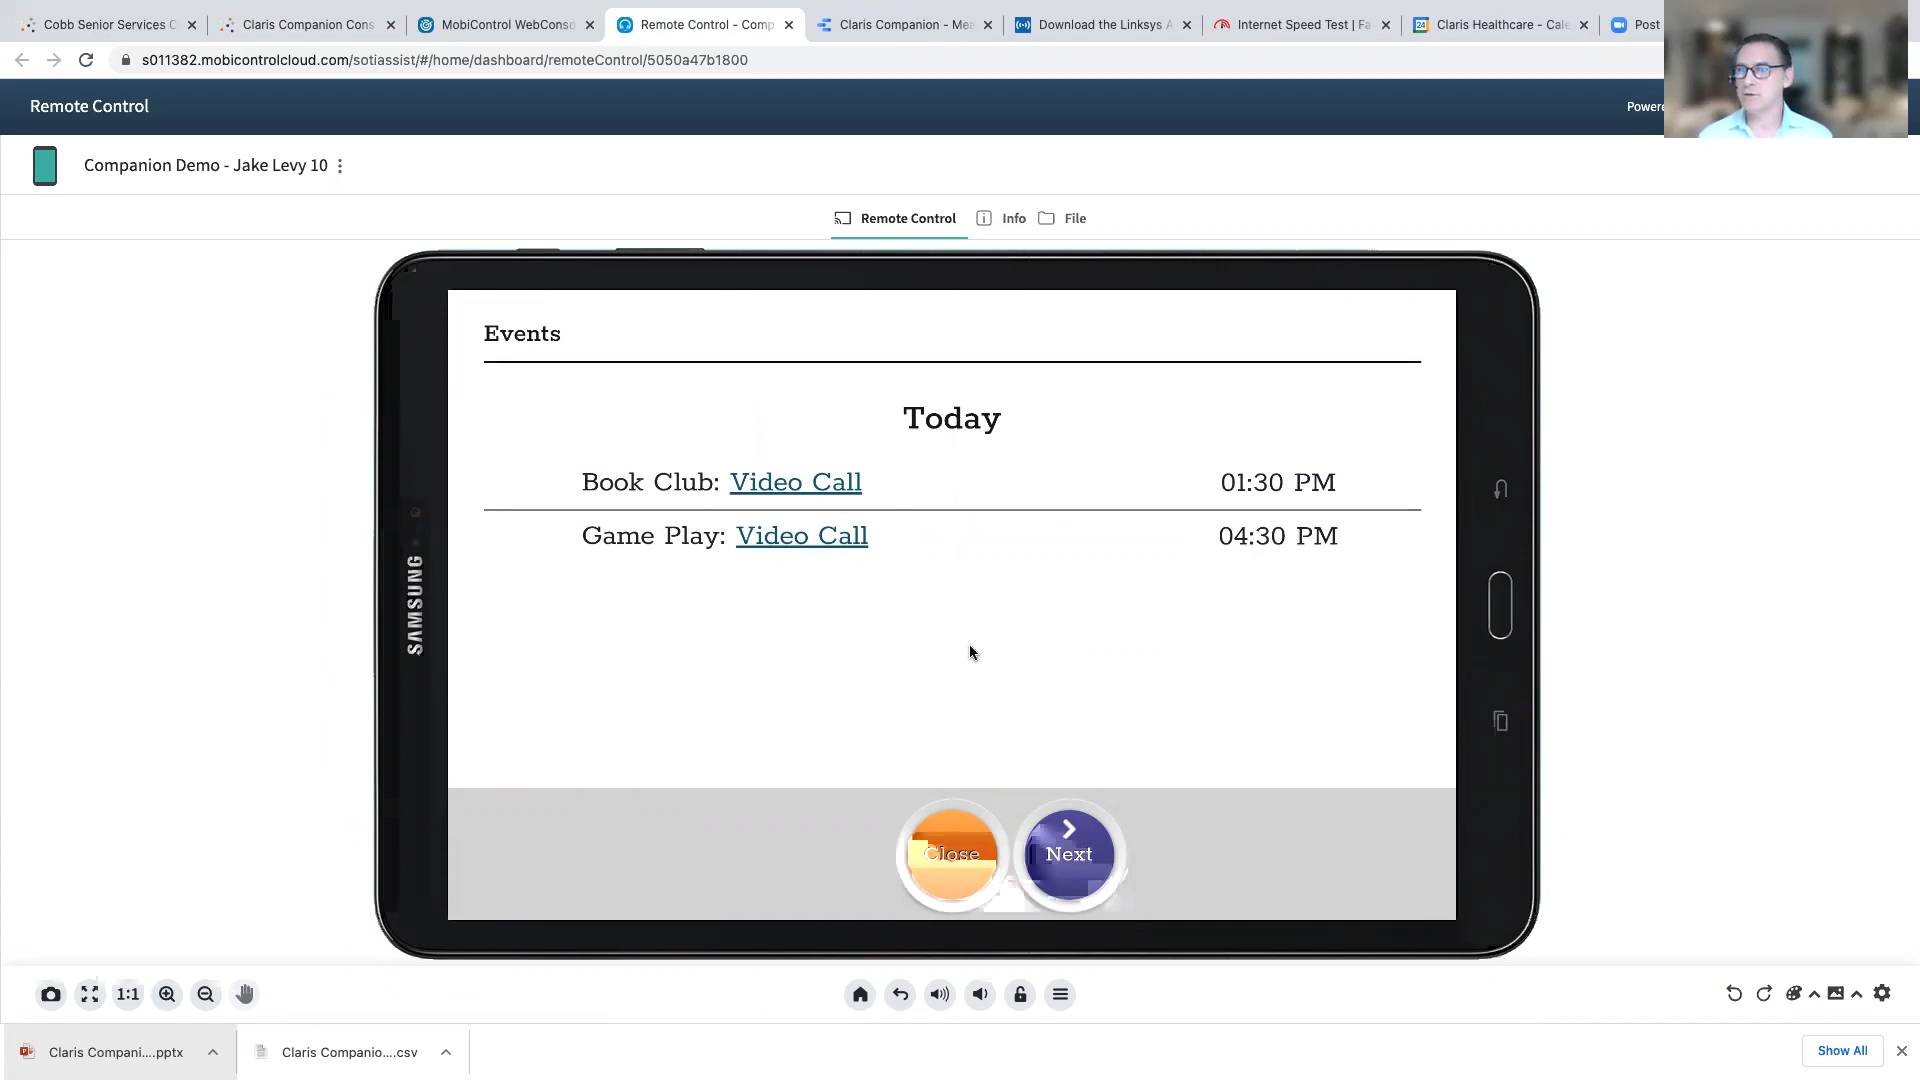 Cobb Senior Services C
Claris Companion Cons
MobiControl WebConso
Remote Control - Comp
Claris Companion - Mea
Download the Linksys A
Internet Speed Test | Fa
24 Claris Healthcare - Cale
Post
s011382.mobicontrolcloud.com/sotiassist/#/home/dashboard/remoteControl/5050a47b1800
Remote Control
Powere
Companion Demo - Jake Levy 10
Remote Control
Info
File
Events
Today
Book Club: Video Call 01:30 PM
Game Play: Video Call 04:30 PM
SAMSUNG
Close
Next
1:1
Claris Compani....pptx
Claris Companio....csv
Show All